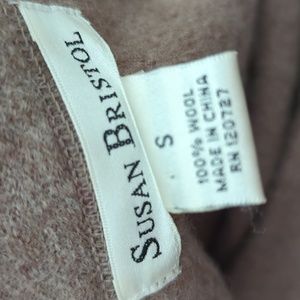 SUSAN BRISTOL
S
100% WOOL
MADE IN CHINA
RN 120727